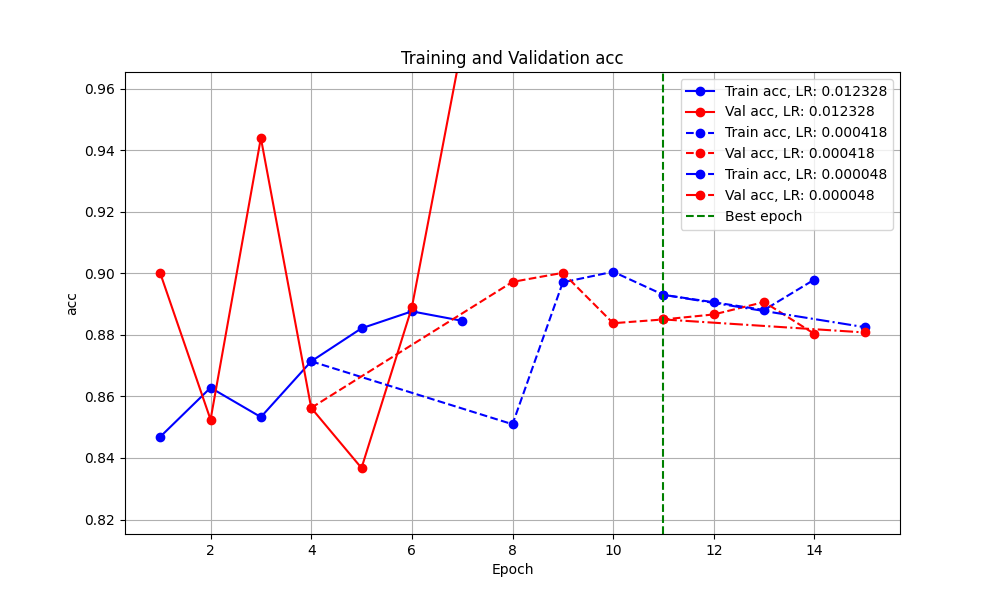 Training and Validation acc
0.96
0.94
0.92
0.90
0.88
0.86
0.84
0.82
acc
2
4
6
8
10
12
14
Epoch
Train acc, LR: 0.012328
Val acc, LR: 0.012328
Train acc, LR: 0.000418
Val acc, LR: 0.000418
Train acc, LR: 0.000048
Val acc, LR: 0.000048
Best epoch